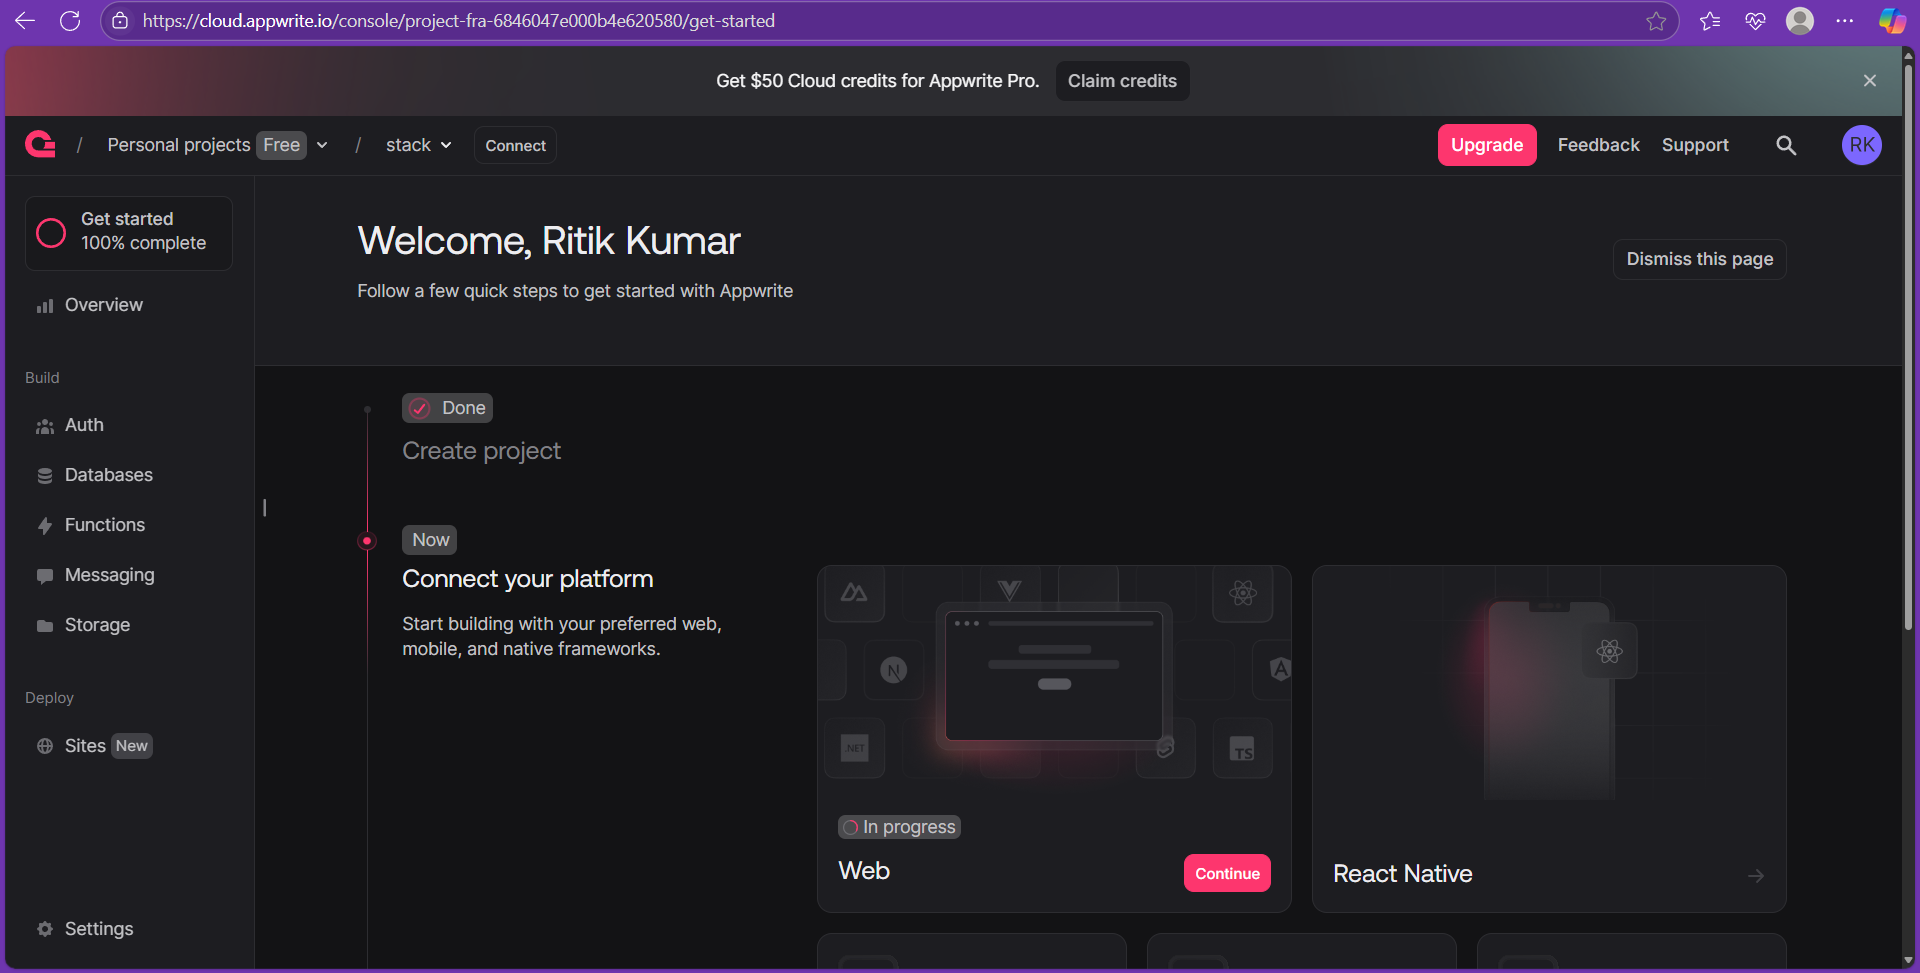 https://cloud.appwrite.io/console/project-fra-6846047e000b4e620580/get-started
Get $50 Cloud credits for Appwrite Pro. Claim credits
/ Personal projects Free / stack Connect Upgrade Feedback Support RK
Get started
100% complete
Overview
Build
Auth
Databases
Functions
Messaging
Storage
Deploy
Sites New
Settings
Welcome, Ritik Kumar
Follow a few quick steps to get started with Appwrite
Dismiss this page
Done
Create project
Now
Connect your platform
Start building with your preferred web,
mobile, and native frameworks.
N
.NET
TS
In progress
Web
Continue
React Native